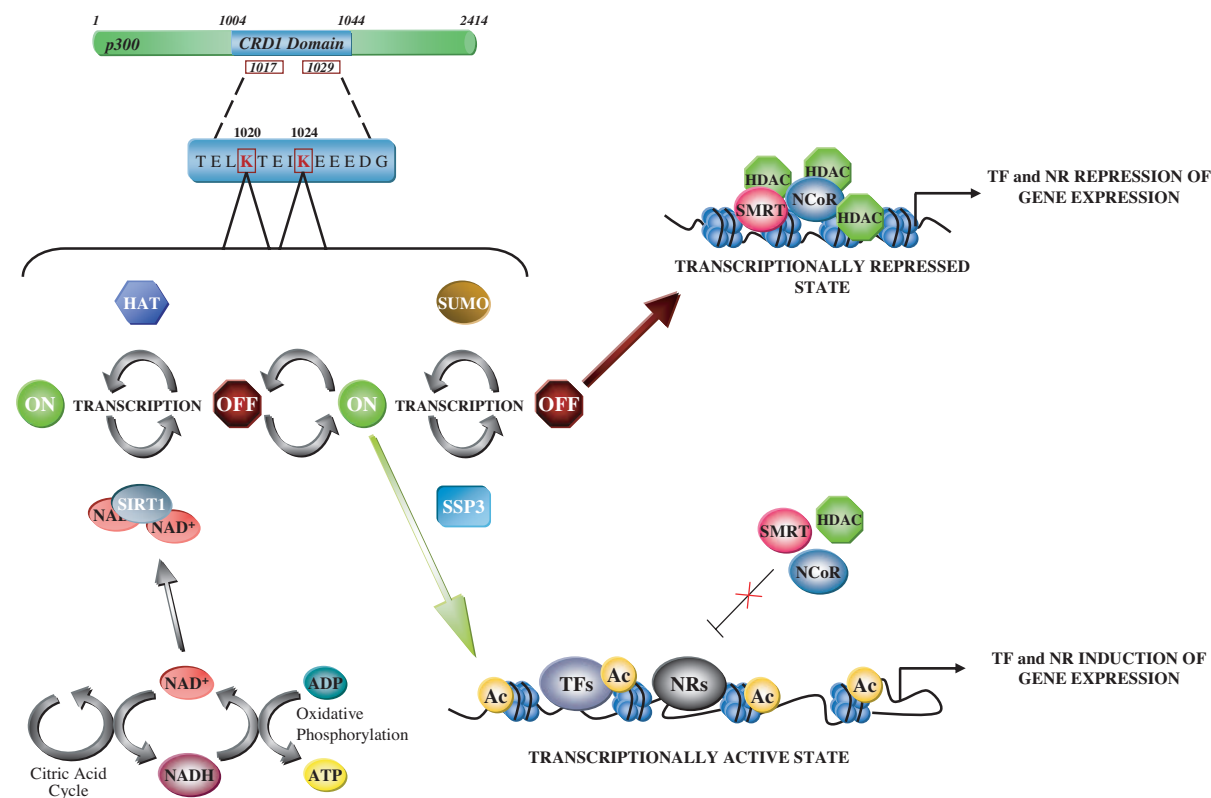 1 1004 1044 2414
p300 CRD1 Domain
1017 1029
1020 1024
T E L K T E I K E E E D G
HDAC
HDAC
SMRT
NCoR
HDAC
TF and NR REPRESSION OF
GENE EXPRESSION
TRANSCRIPTIONALLY REPRESSED
STATE
HAT
SUMO
ON TRANSCRIPTION OFF ON TRANSCRIPTION OFF
SIRT1
NAD⁺
SSP3
SMRT
HDAC
NCoR
NAD⁺
ADP
Oxidative
Phosphorylation
NADH
ATP
Citric Acid
Cycle
Ac
TFs
Ac
NRs
Ac
Ac
TF and NR INDUCTION OF
GENE EXPRESSION
TRANSCRIPTIONALLY ACTIVE STATE